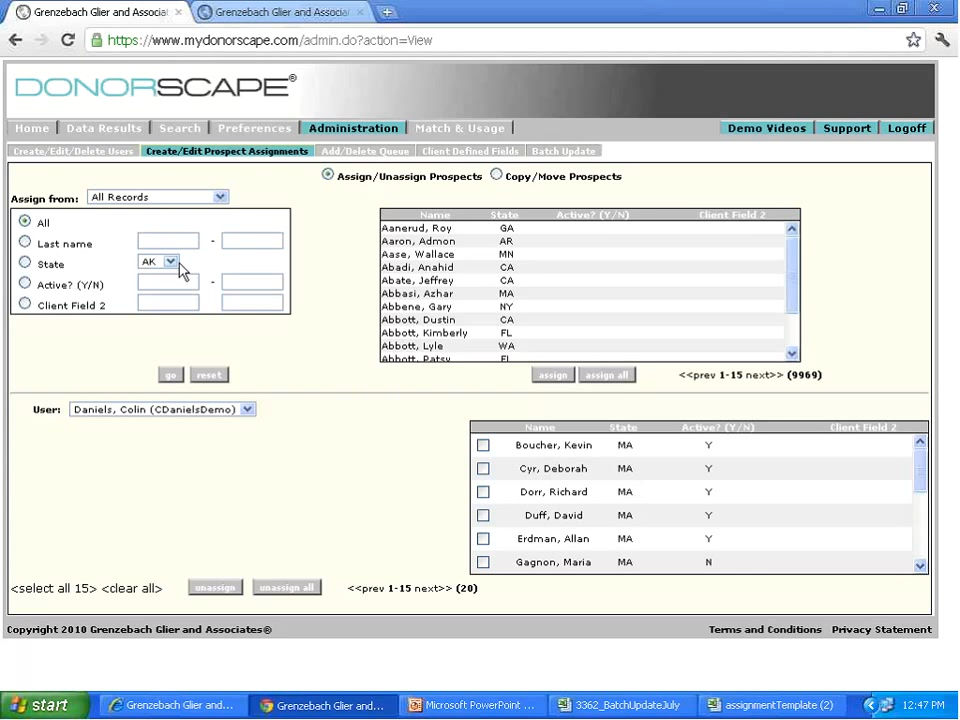 Grenzebach Glier and Associat
Grenzebach Glier and Associat
https://www.mydonorscape.com/admin.do?action=View
DONORSCAPE®
Home
Data Results
Search
Preferences
Administration
Match & Usage
Demo Videos
Support
Logoff
Create/Edit/Delete Users
Create/Edit Prospect Assignments
Add/Delete Queue
Client Defined Fields
Batch Update
Assign/Unassign Prospects
Copy/Move Prospects
Assign from: All Records
All
Last name -
State AK
Active? (Y/N) -
Client Field 2
go reset
Name State Active? (Y/N) Client Field 2
Aanerud, Roy GA
Aaron, Admon AR
Aase, Wallace MN
Abadi, Anahid CA
Abate, Jeffrey CA
Abbasi, Azhar MA
Abbene, Gary NY
Abbott, Dustin CA
Abbott, Kimberly FL
Abbott, Lyle WA
Abbott, Patsy FL
assign assign all <<prev 1-15 next>> (9969)
User: Daniels, Colin (CDanielsDemo)
Name State Active? (Y/N) Client Field 2
Boucher, Kevin MA Y
Cyr, Deborah MA Y
Dorr, Richard MA Y
Duff, David MA Y
Erdman, Allan MA Y
Gagnon, Maria MA N
<select all 15> <clear all> unassign unassign all <<prev 1-15 next>> (20)
Copyright 2010 Grenzebach Glier and Associates®
Terms and Conditions Privacy Statement
start
Grenzebach Glier and...
Grenzebach Glier and...
Microsoft PowerPoint ...
3362_BatchUpdateJuly
assignmentTemplate (2)
12:47 PM